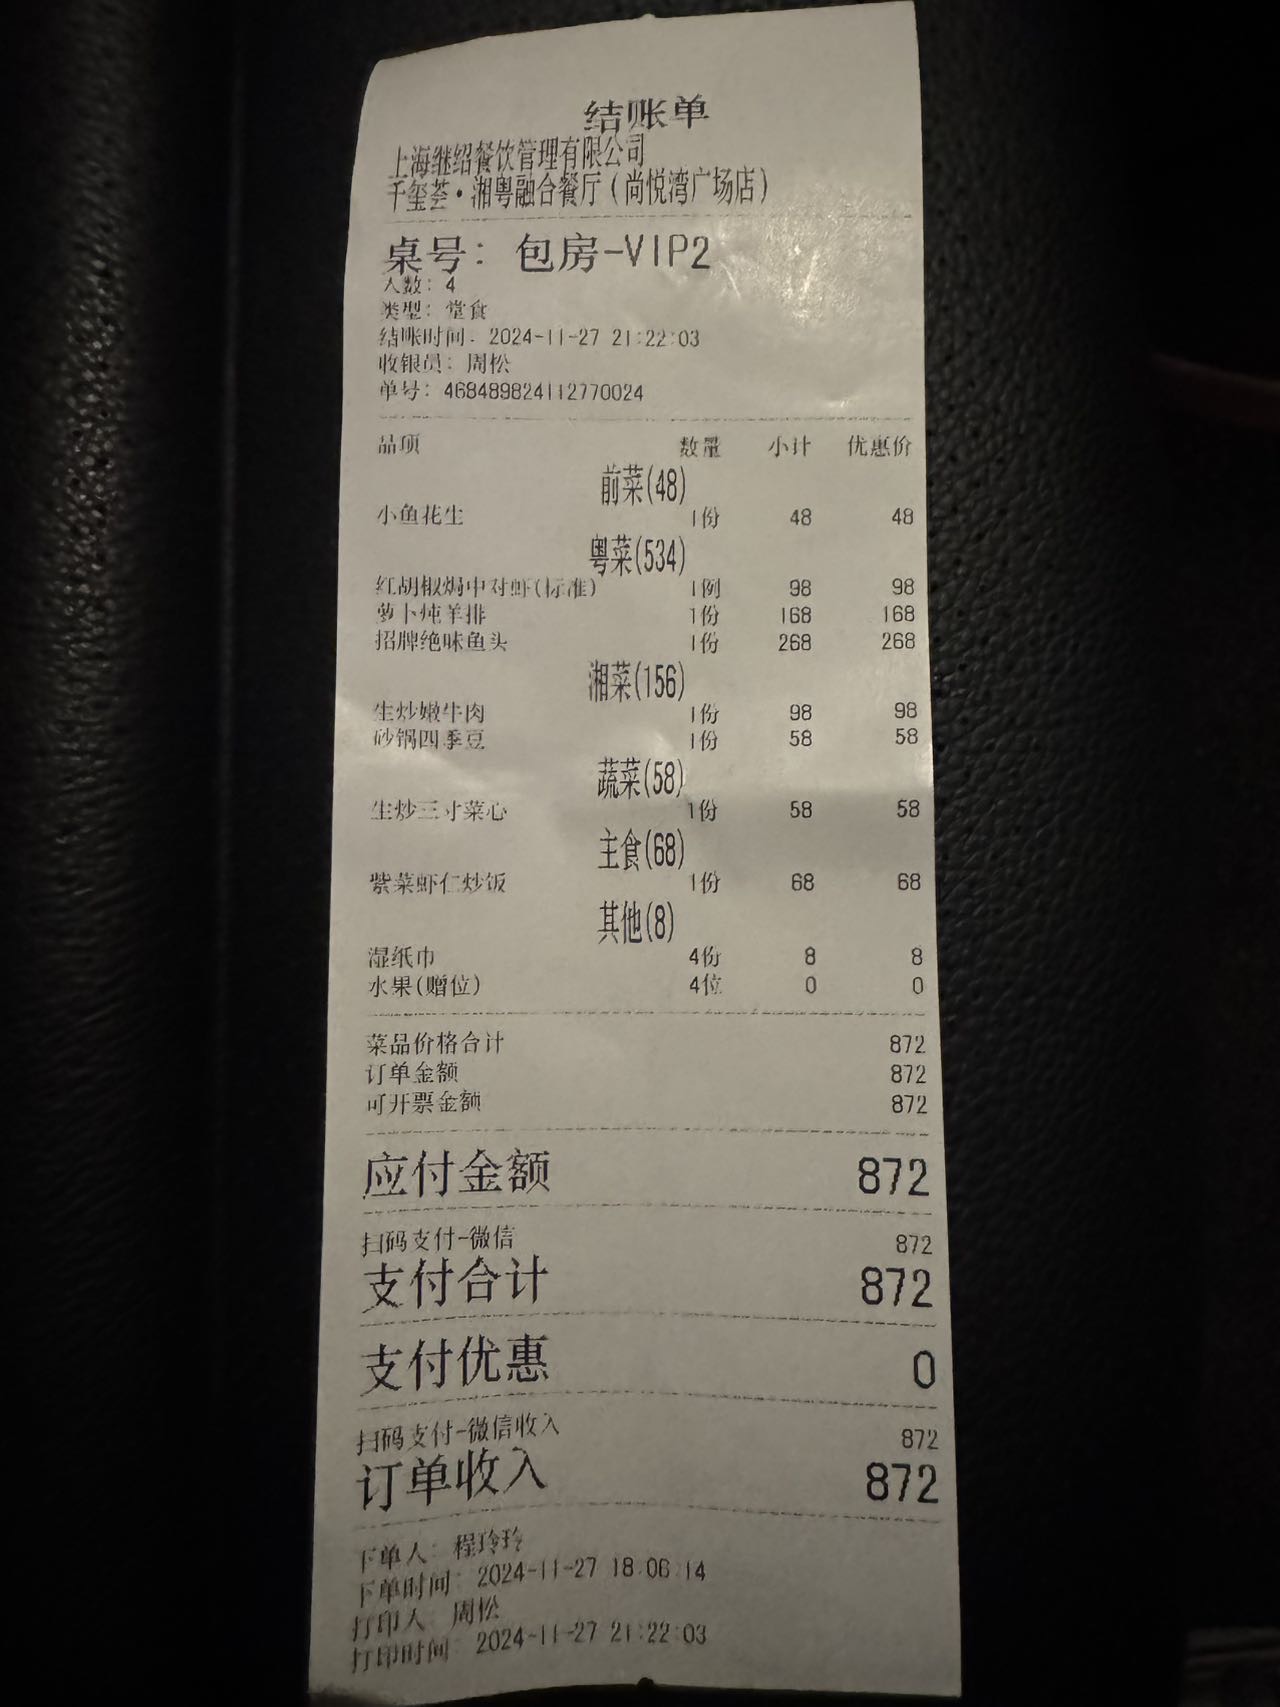 结账单
上海继绍餐饮管理有限公司
千玺荟·湘粤融合餐厅(尚悦湾广场店)
桌号: 包房-VIP2
人数: 4
类型: 堂食
结账时间: 2024-11-27 21:22:03
收银员: 周松
单号: 468489824112770024
品项 数量 小计 优惠价
前菜(48)
小鱼花生 1份 48 48
粤菜(534)
红胡椒焗中对虾(标准) 1例 98 98
萝卜炖羊排 1份 168 168
招牌绝味鱼头 1份 268 268
湘菜(156)
生炒嫩牛肉 1份 98 98
砂锅四季豆 1份 58 58
蔬菜(58)
生炒三寸菜心 1份 58 58
主食(68)
紫菜虾仁炒饭 1份 68 68
其他(8)
湿纸巾 4份 8 8
水果(赠位) 4位 0 0
菜品价格合计 872
订单金额 872
可开票金额 872
应付金额 872
扫码支付-微信 872
支付合计 872
支付优惠 0
扫码支付-微信收入 872
订单收入 872
下单人: 程玲玲
下单时间: 2024-11-27 18:06:14
打印人: 周松
打印时间: 2024-11-27 21:22:03